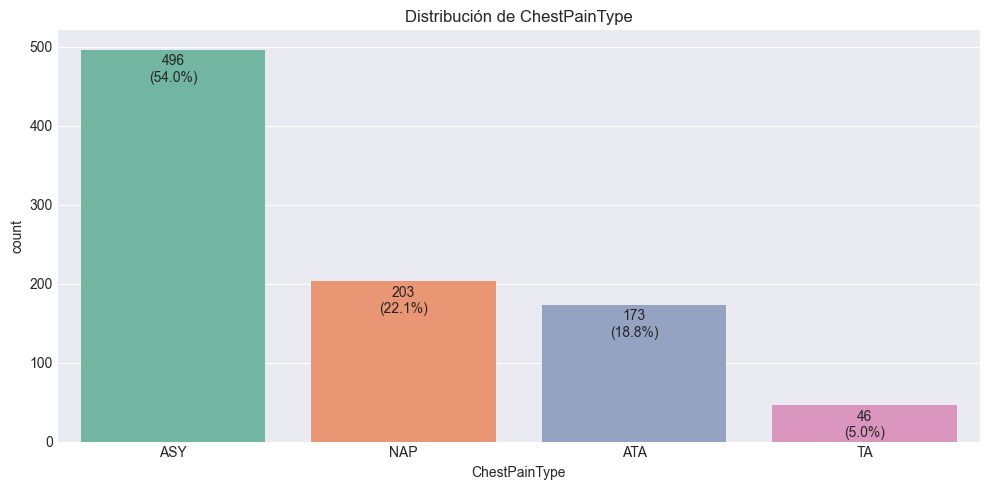 Distribución de ChestPainType
500
400
300
200
100
0
count
496
(54.0%)
203
(22.1%)
173
(18.8%)
46
(5.0%)
ASY
NAP
ATA
TA
ChestPainType